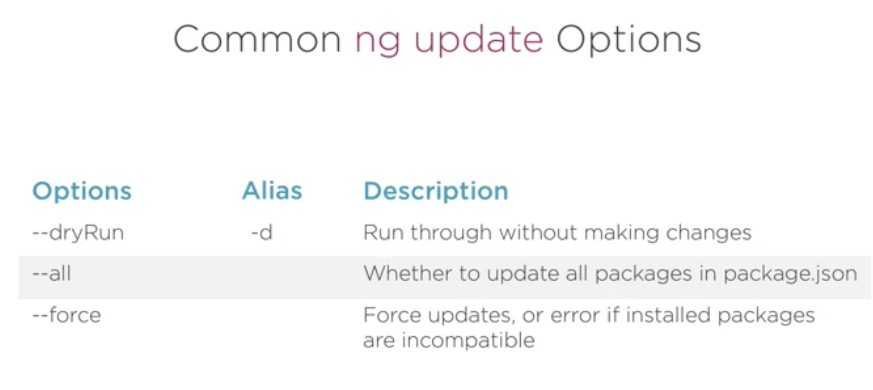 Common ng update Options
Options Alias Description
--dryRun -d Run through without making changes
--all Whether to update all packages in package.json
--force Force updates, or error if installed packages
are incompatible